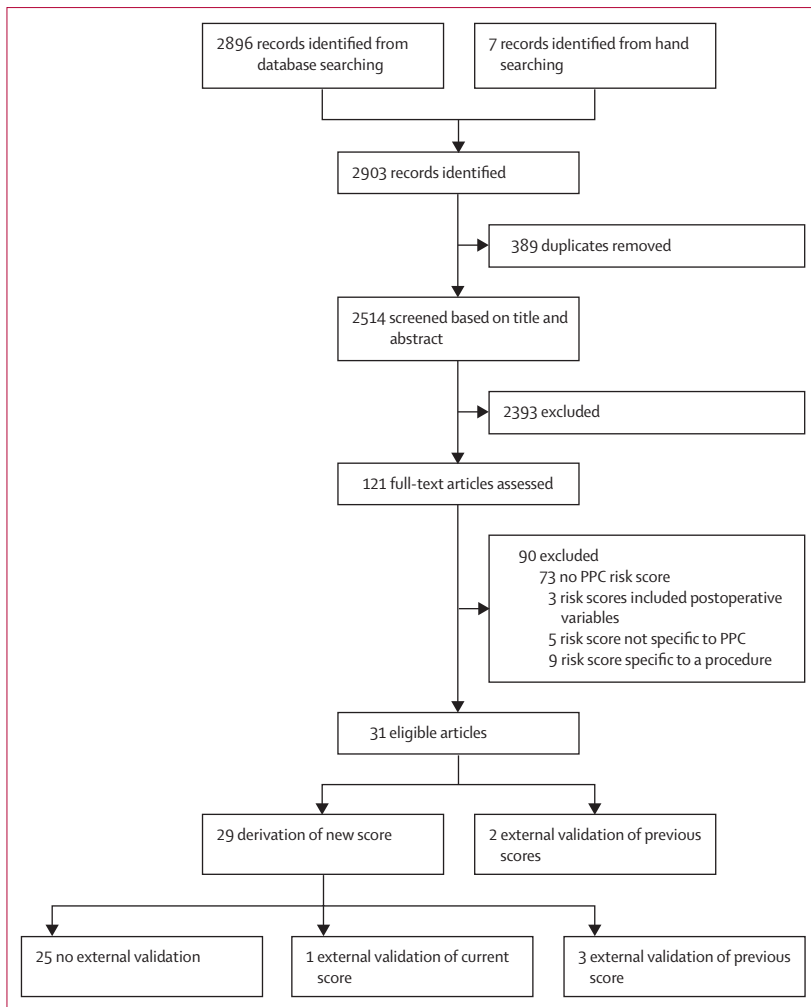 2896 records identified from
database searching
7 records identified from hand
searching
2903 records identified
389 duplicates removed
2514 screened based on title and
abstract
2393 excluded
121 full-text articles assessed
90 excluded
73 no PPC risk score
3 risk scores included postoperative
variables
5 risk score not specific to PPC
9 risk score specific to a procedure
31 eligible articles
29 derivation of new score
2 external validation of previous
scores
25 no external validation
1 external validation of current
score
3 external validation of previous
score